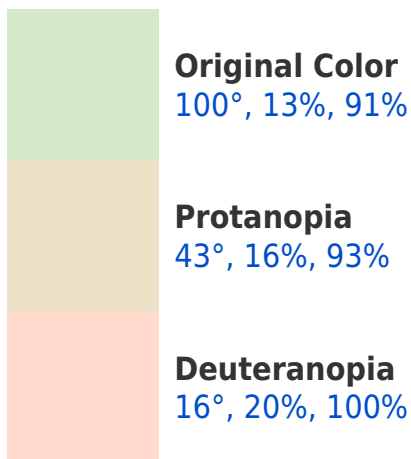 Original Color
100°, 13%, 91%
Protanopia
43°, 16%, 93%
Deuteranopia
16°, 20%, 100%